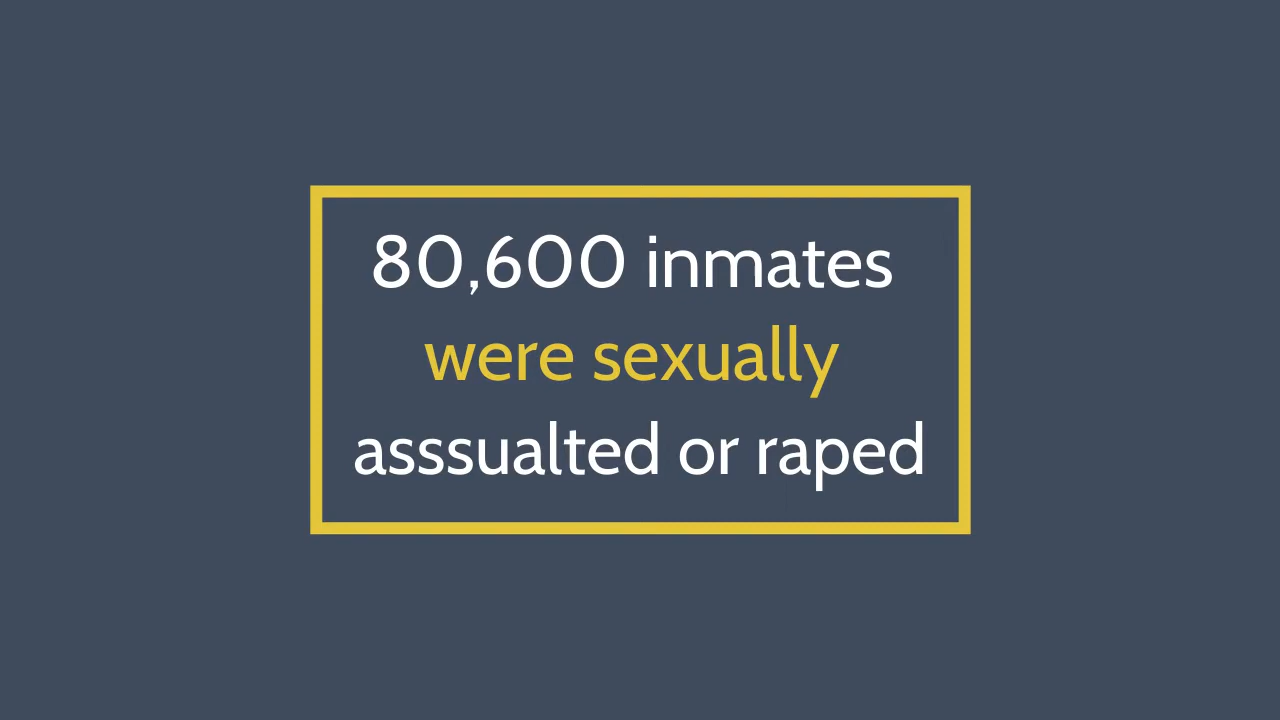 80,600 inmates
were sexually
asssualted or raped